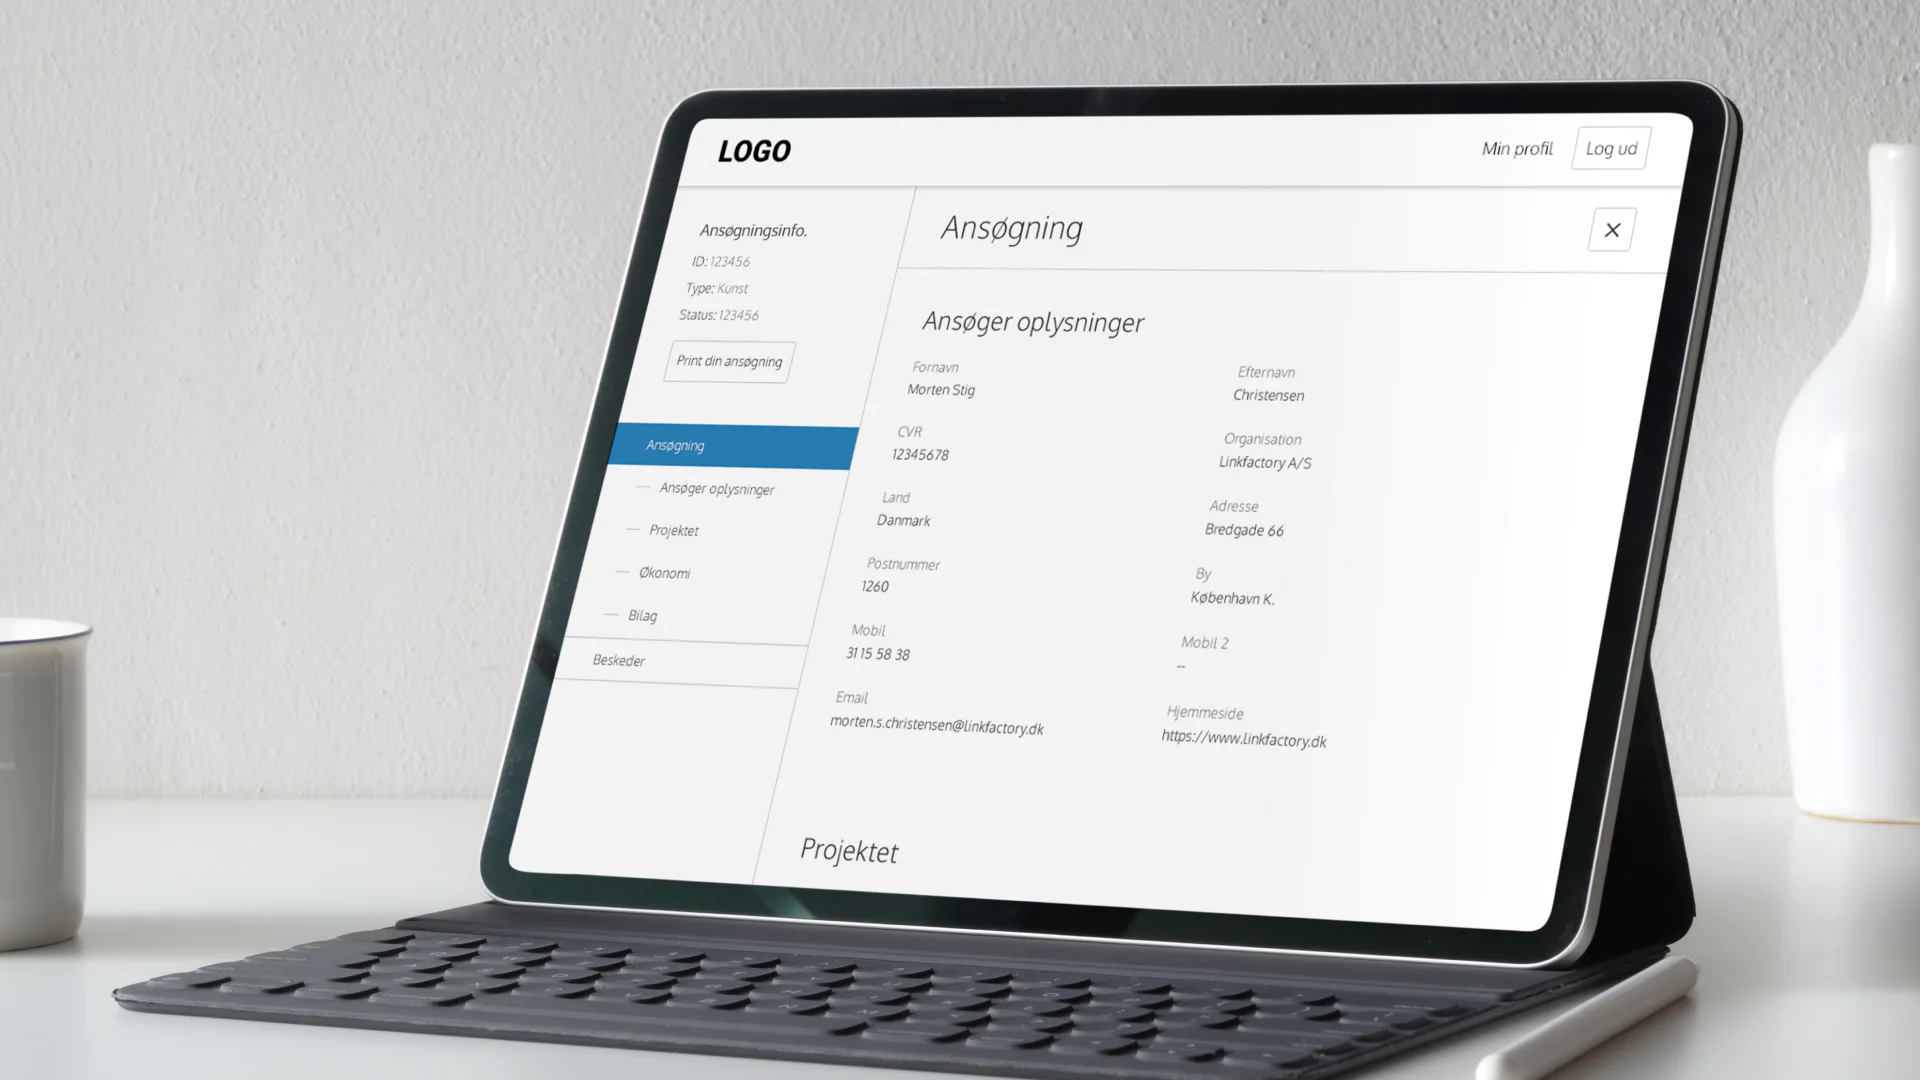 LOGO
Min profil
Log ud
Ansøgningsinfo.
ID: 123456
Type: Kunst
Status: 123456
Print din ansøgning
Ansøgning
Ansøger oplysninger
Projektet
Økonomi
Bilag
Beskeder
Ansøgning
Ansøger oplysninger
Fornavn
Morten Stig
Efternavn
Christensen
CVR
12345678
Organisation
Linkfactory A/S
Land
Danmark
Adresse
Bredgade 66
Postnummer
1260
By
København K.
Mobil
31 15 58 38
Mobil 2
--
Email
morten.s.christensen@linkfactory.dk
Hjemmeside
https://www.linkfactory.dk
Projektet